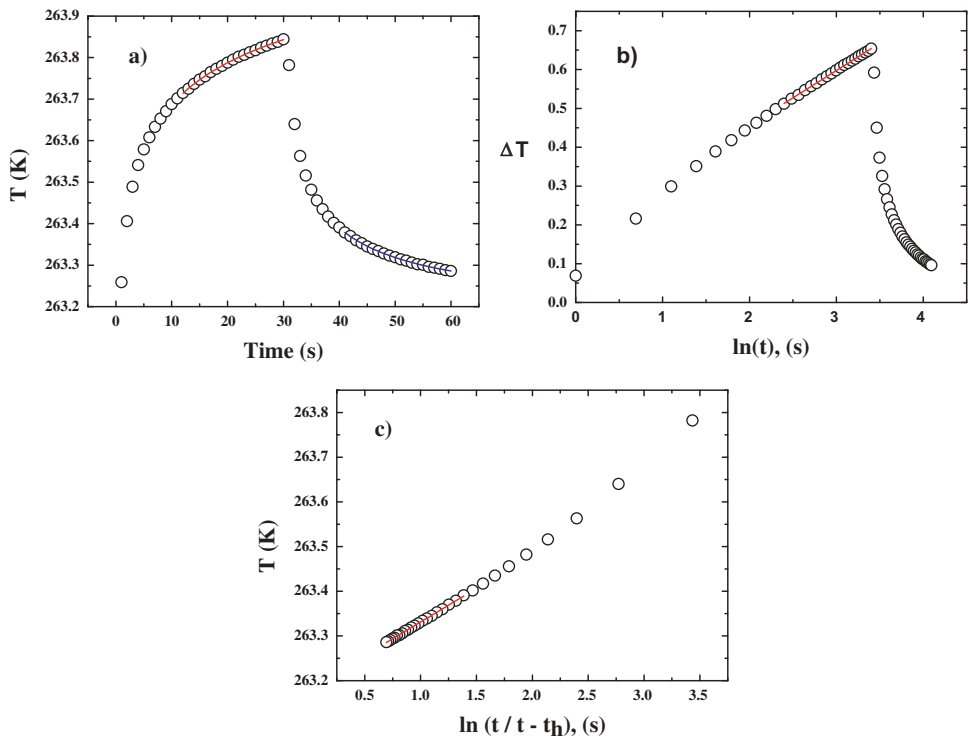 263.9
263.8
263.7
263.6
263.5
263.4
263.3
263.2
T (K)
a)
0 10 20 30 40 50 60
Time (s)
0.7
0.6
0.5
0.4
0.3
0.2
0.1
0.0
ΔT
b)
0 1 2 3 4
ln(t), (s)
263.8
263.7
263.6
263.5
263.4
263.3
263.2
T (K)
c)
0.5 1.0 1.5 2.0 2.5 3.0 3.5
ln (t / t - th), (s)